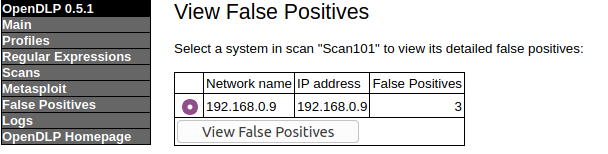 OpenDLP 0.5.1
Main
Profiles
Regular Expressions
Scans
Metasploit
False Positives
Logs
OpenDLP Homepage
View False Positives
Select a system in scan "Scan101" to view its detailed false positives:
Network name IP address False Positives
192.168.0.9 192.168.0.9 3
View False Positives